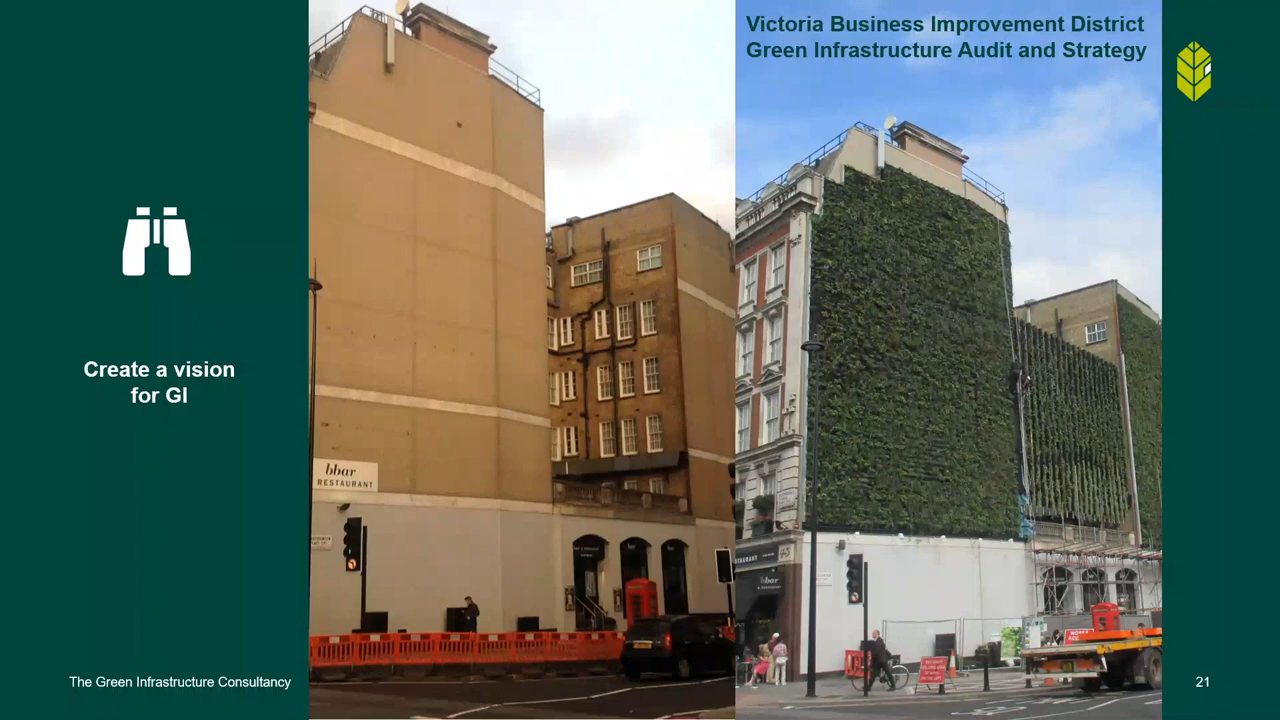 Victoria Business Improvement District
Green Infrastructure Audit and Strategy
Create a vision
for GI
bbar
RESTAURANT
bbar
The Green Infrastructure Consultancy
21